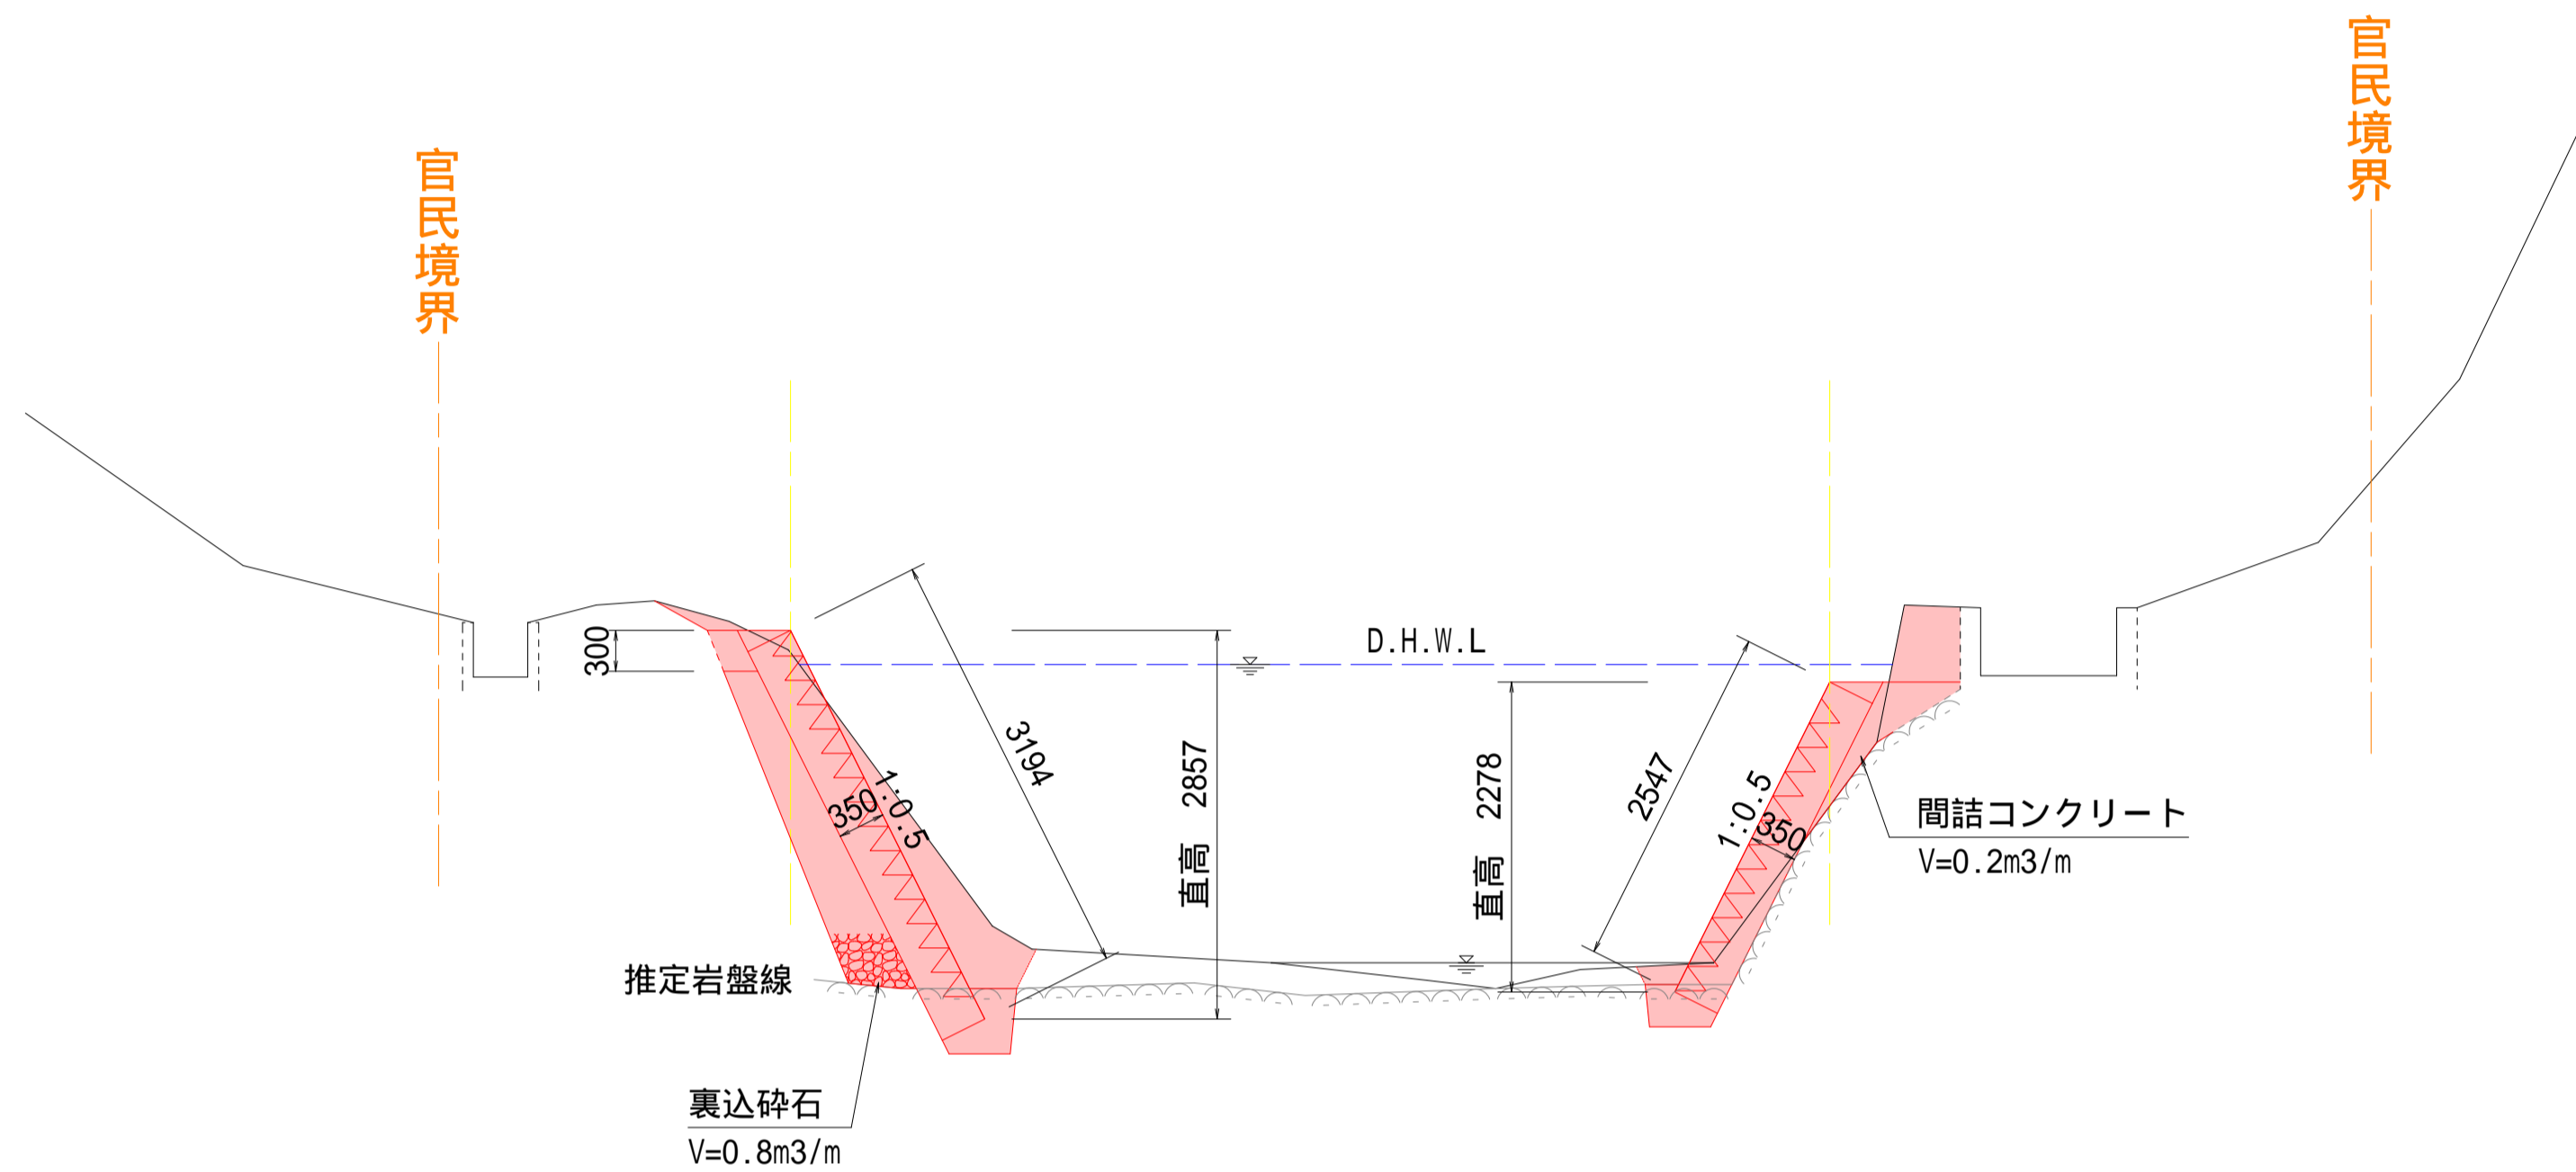 官民境界
官民境界
300
3194
D.H.W.L
直高 2857
直高 2278
2547
350
1:0.5
1:0.5
350
間詰コンクリート
V=0.2m3/m
推定岩盤線
裏込砕石
V=0.8m3/m